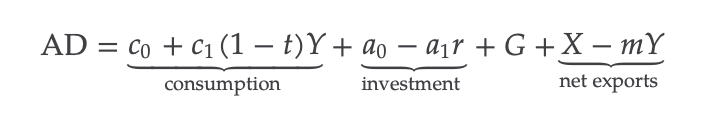 AD = c₀ + c₁(1 − t)Y + a₀ − a₁r + G + X − mY
consumption investment net exports